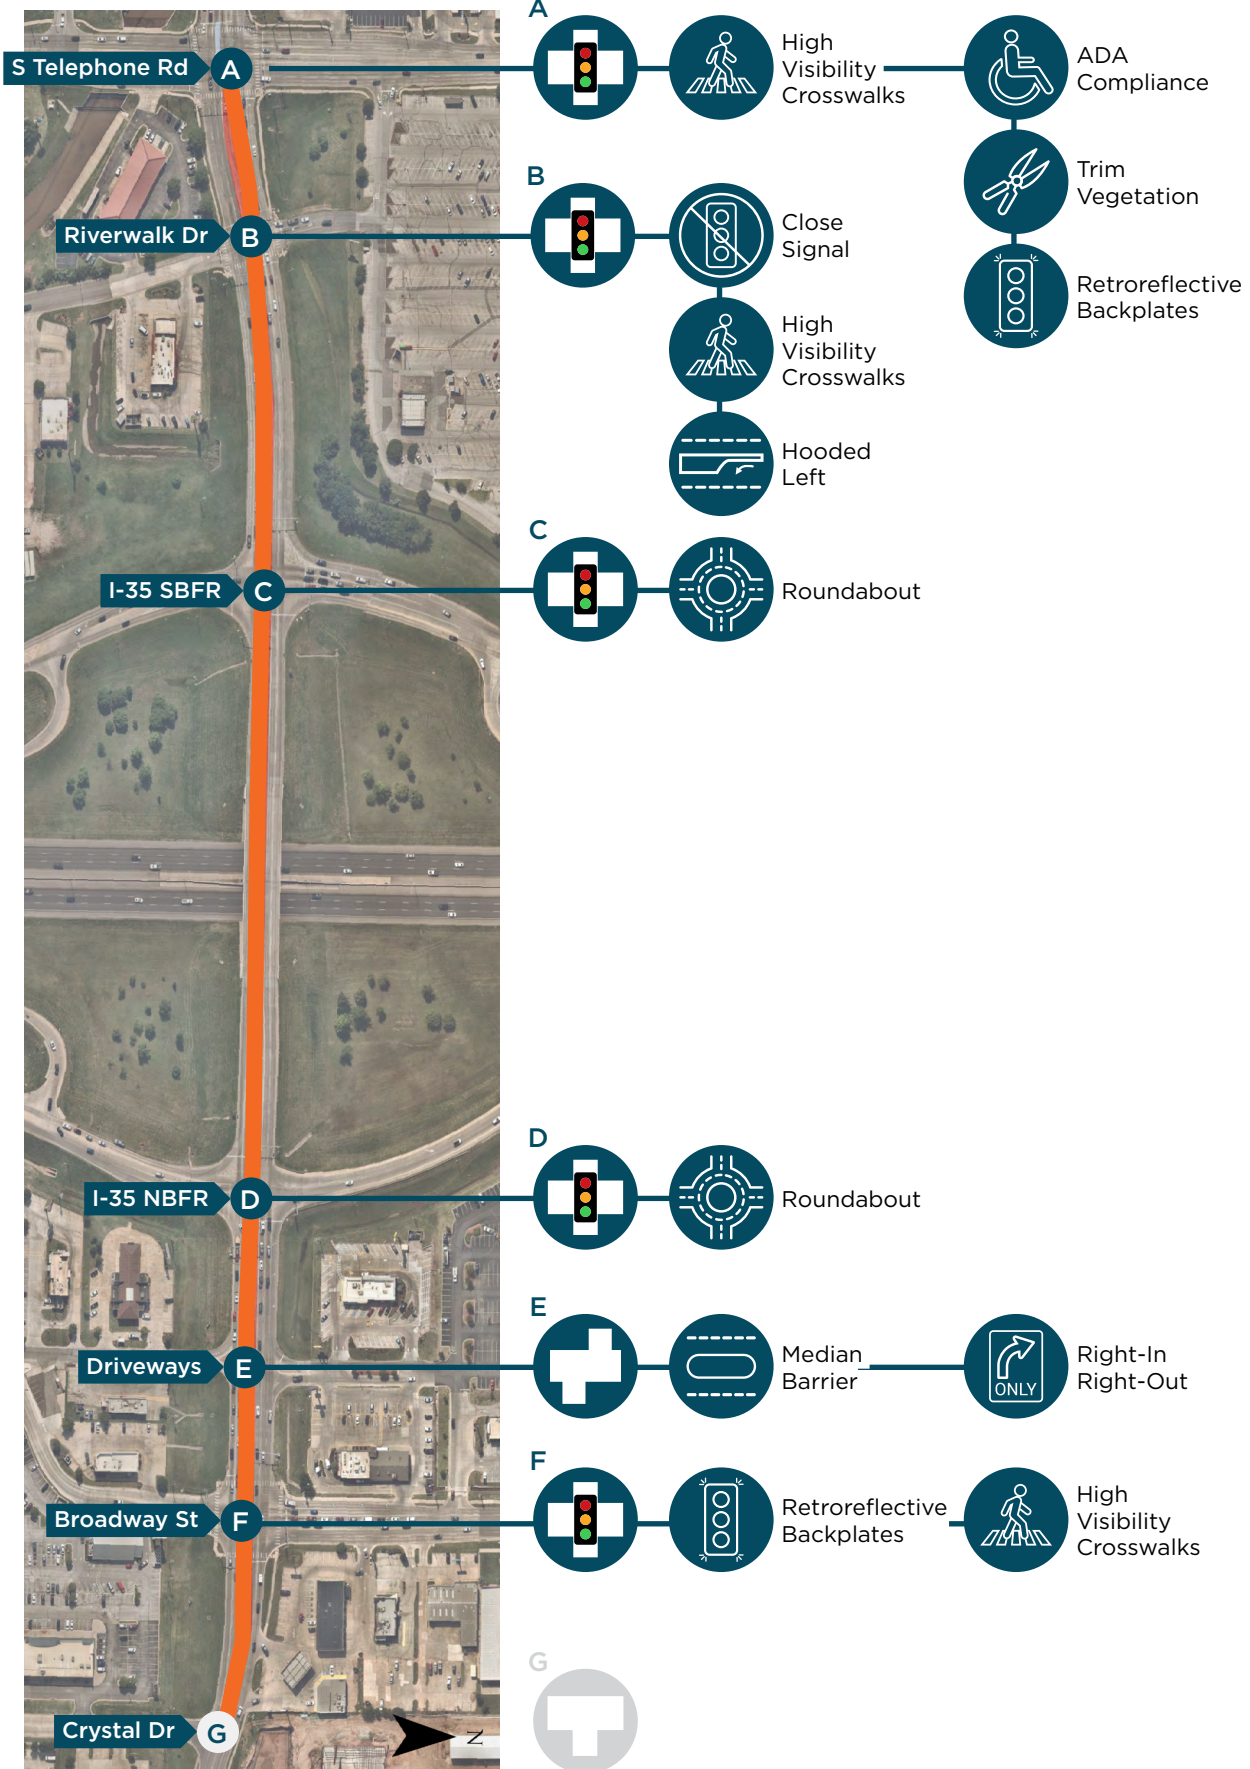 A
S Telephone Rd
A
High
Visibility
Crosswalks
ADA
Compliance
Trim
Vegetation
Retroreflective
Backplates
B
Riverwalk Dr
B
Close
Signal
High
Visibility
Crosswalks
Hooded
Left
C
I-35 SBFR
C
Roundabout
D
I-35 NBFR
D
Roundabout
E
Driveways
E
Median
Barrier
ONLY
Right-In
Right-Out
F
Broadway St
F
Retroreflective
Backplates
High
Visibility
Crosswalks
G
Crystal Dr
G
N